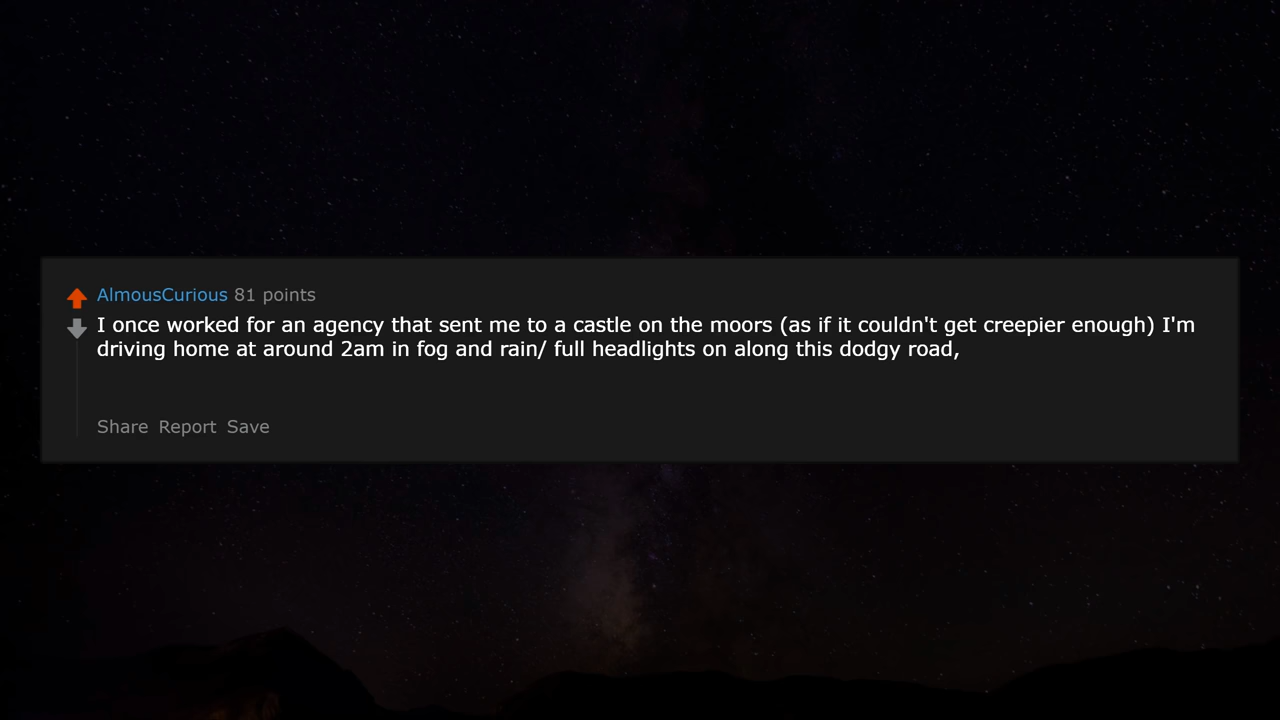 AlmousCurious 81 points
I once worked for an agency that sent me to a castle on the moors (as if it couldn't get creepier enough) I'm
driving home at around 2am in fog and rain/ full headlights on along this dodgy road,
Share Report Save